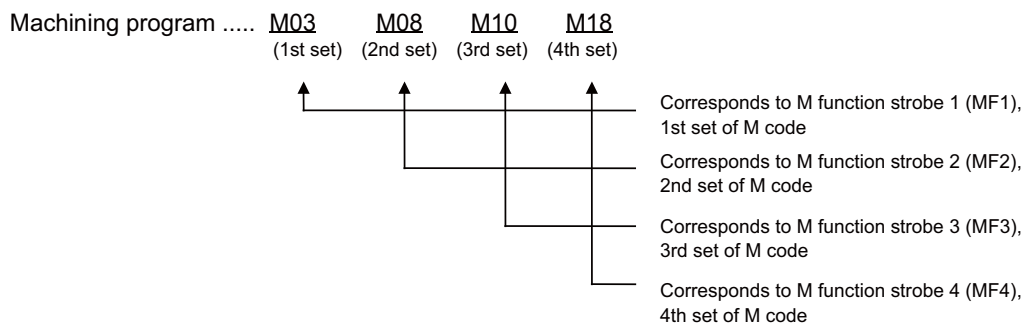 Machining program ..... M03 M08 M10 M18
(1st set) (2nd set) (3rd set) (4th set)
Corresponds to M function strobe 1 (MF1),
1st set of M code
Corresponds to M function strobe 2 (MF2),
2nd set of M code
Corresponds to M function strobe 3 (MF3),
3rd set of M code
Corresponds to M function strobe 4 (MF4),
4th set of M code